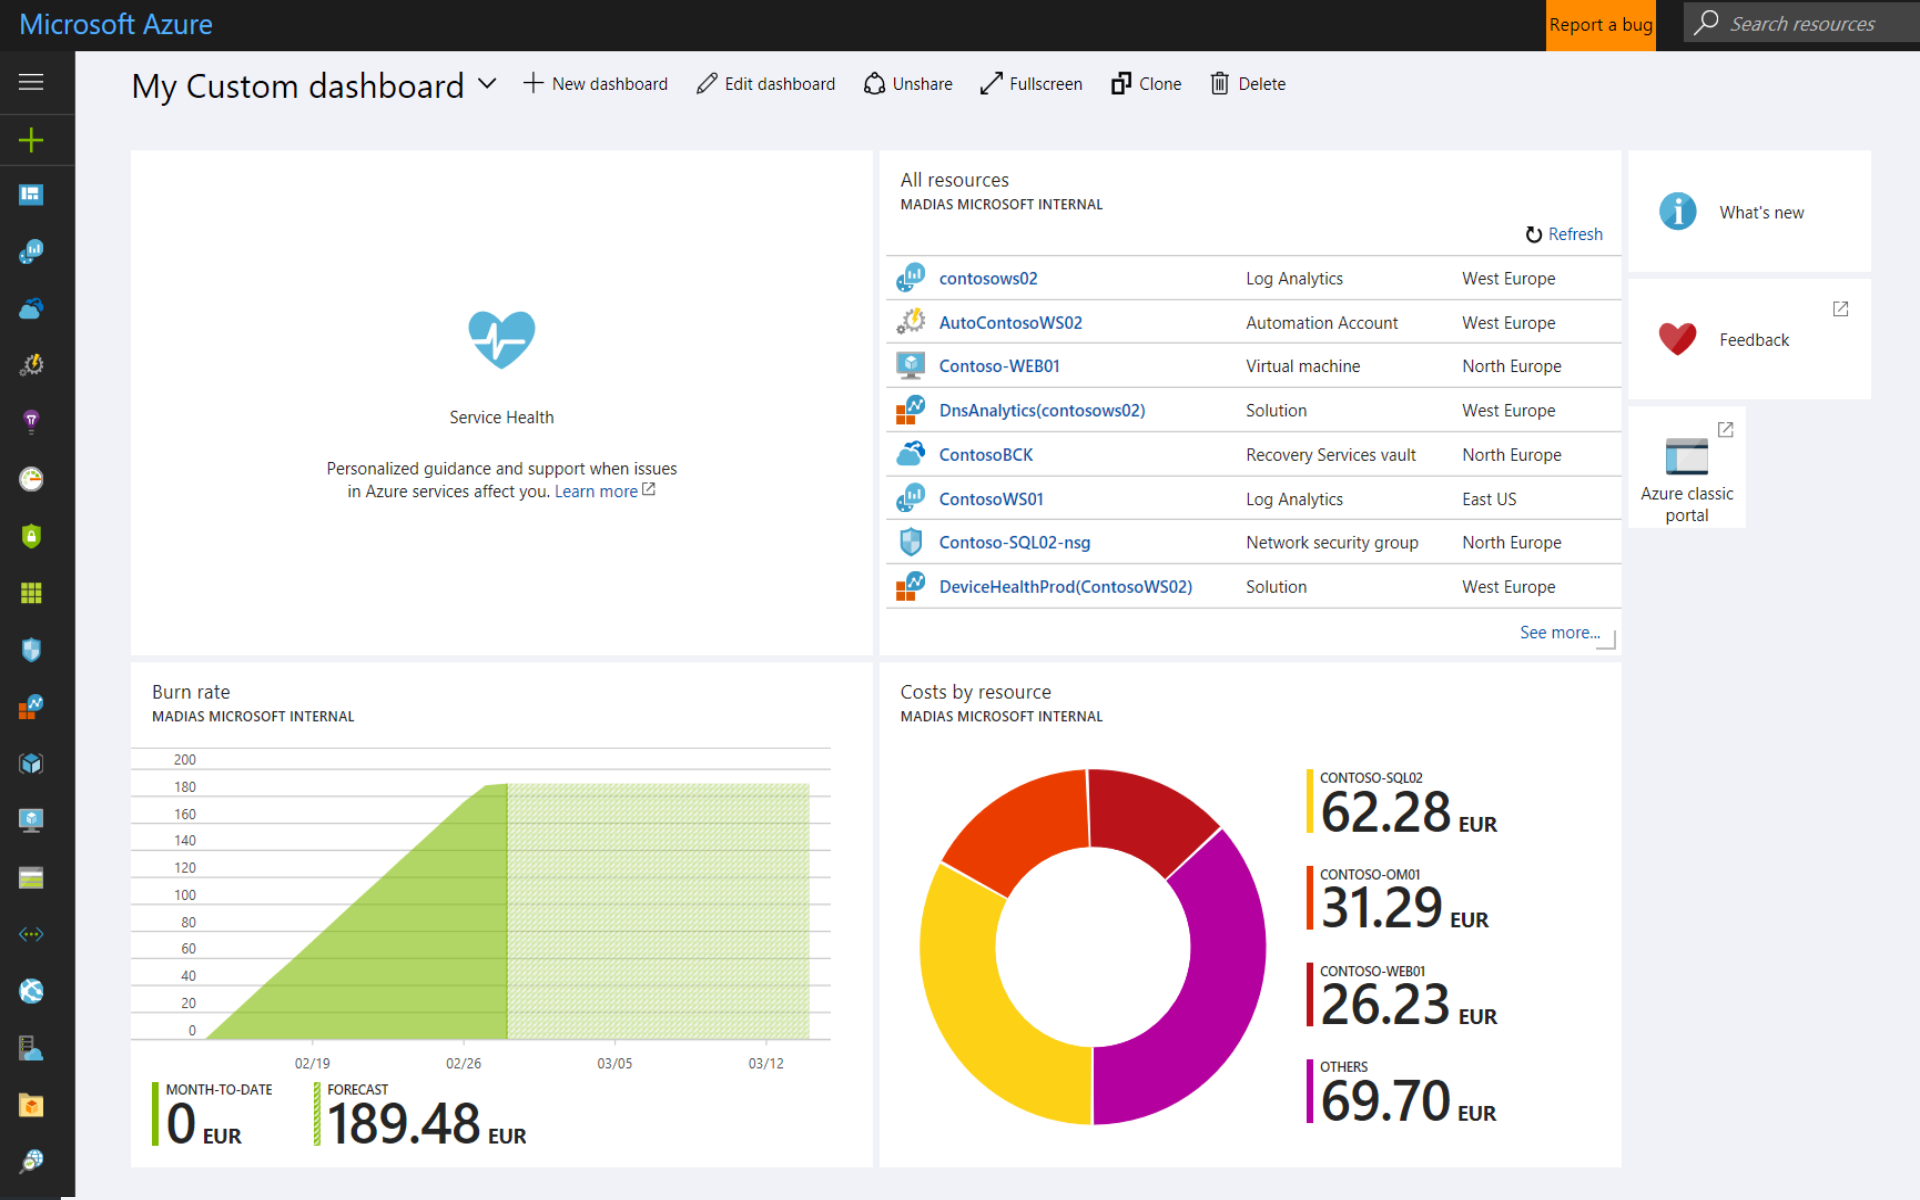 Microsoft Azure
Report a bug
Search resources
My Custom dashboard
New dashboard
Edit dashboard
Unshare
Fullscreen
Clone
Delete
Service Health
Personalized guidance and support when issues
in Azure services affect you. Learn more
All resources
MADIAS MICROSOFT INTERNAL
Refresh
contosows02 Log Analytics West Europe
AutoContosoWS02 Automation Account West Europe
Contoso-WEB01 Virtual machine North Europe
DnsAnalytics(contosows02) Solution West Europe
ContosoBCK Recovery Services vault North Europe
ContosoWS01 Log Analytics East US
Contoso-SQL02-nsg Network security group North Europe
DeviceHealthProd(ContosoWS02) Solution West Europe
See more...
What's new
Feedback
Azure classic
portal
Burn rate
MADIAS MICROSOFT INTERNAL
200
180
160
140
120
100
80
60
40
20
0
02/19 02/26 03/05 03/12
MONTH-TO-DATE
0 EUR
FORECAST
189.48 EUR
Costs by resource
MADIAS MICROSOFT INTERNAL
CONTOSO-SQL02
62.28 EUR
CONTOSO-OM01
31.29 EUR
CONTOSO-WEB01
26.23 EUR
OTHERS
69.70 EUR